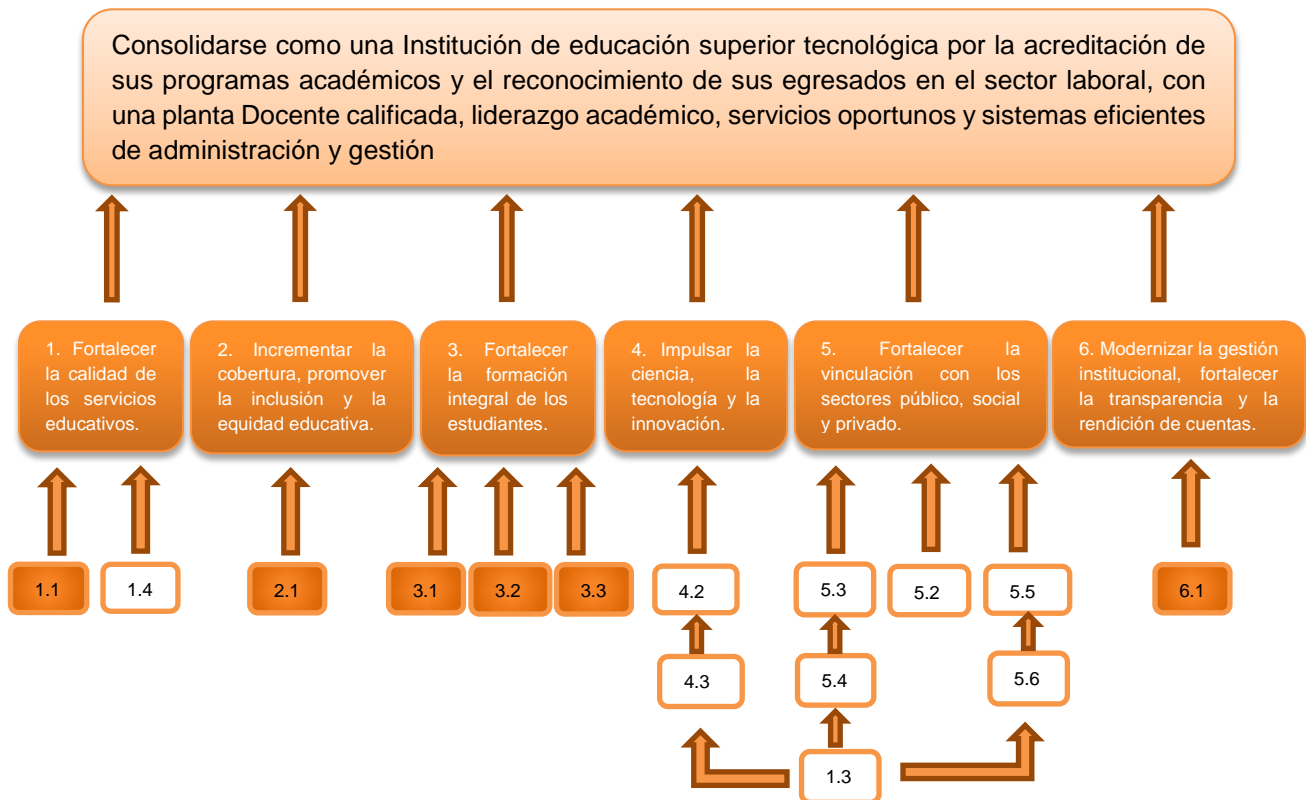 Consolidarse como una Institución de educación superior tecnológica por la acreditación de
sus programas académicos y el reconocimiento de sus egresados en el sector laboral, con
una planta Docente calificada, liderazgo académico, servicios oportunos y sistemas eficientes
de administración y gestión
1. Fortalecer
la calidad de
los servicios
educativos.
2. Incrementar la
cobertura, promover
la inclusión y la
equidad educativa.
3. Fortalecer
la formación
integral de los
estudiantes.
4. Impulsar la
ciencia, la
tecnología y la
innovación.
5. Fortalecer la
vinculación con los
sectores público, social
y privado.
6. Modernizar la gestión
institucional, fortalecer
la transparencia y la
rendición de cuentas.
1.1
1.4
2.1
3.1
3.2
3.3
4.2
5.3
5.2
5.5
6.1
4.3
5.4
5.6
1.3